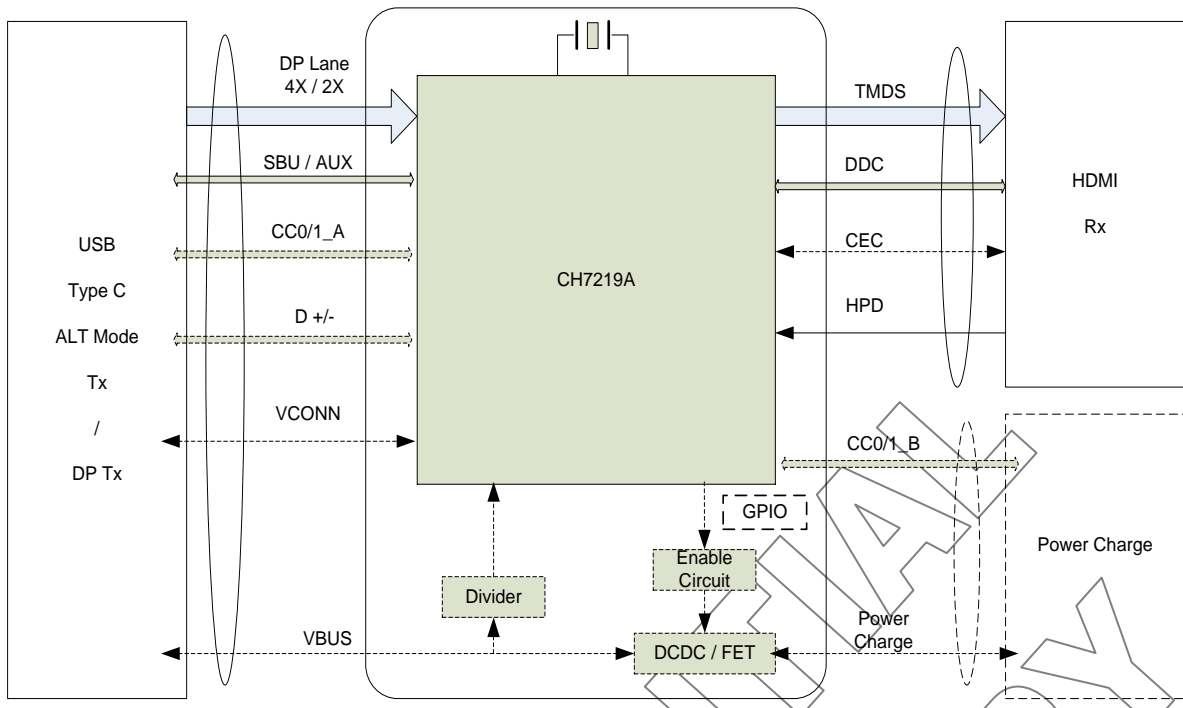 DP Lane
4X / 2X
SBU / AUX
CC0/1_A
D +/-
VCONN
VBUS
USB
Type C
ALT Mode
Tx
/
DP Tx
CH7219A
TMDS
DDC
CEC
HPD
HDMI
Rx
CC0/1_B
GPIO
Enable
Circuit
Divider
DCDC / FET
Power
Charge
Power Charge